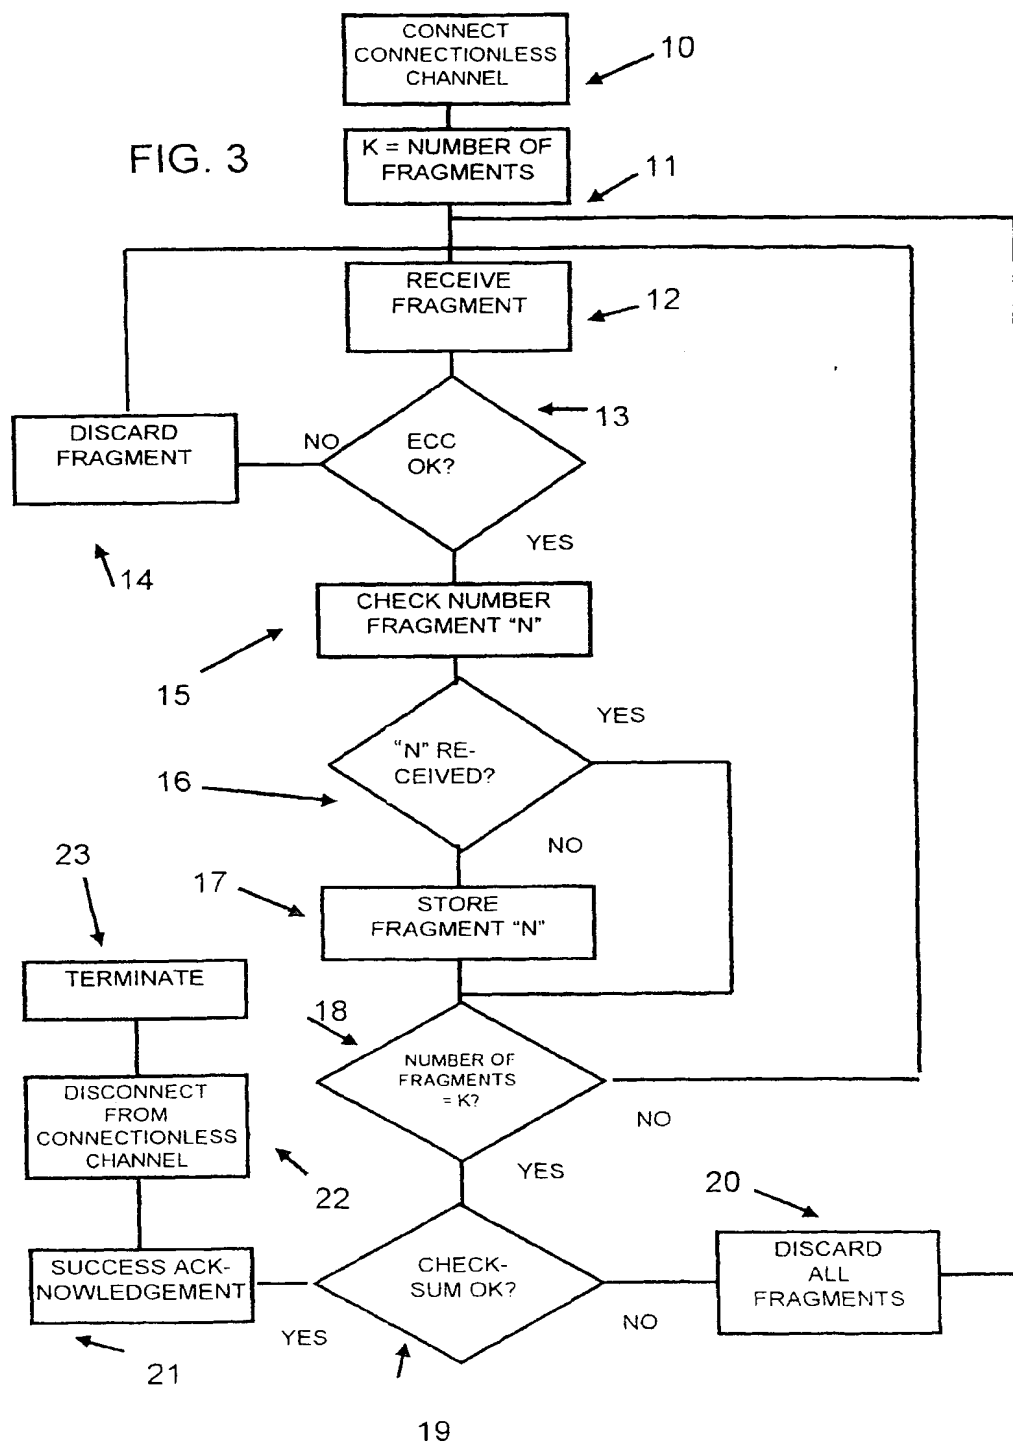 CONNECT
CONNECTIONLESS
CHANNEL
10
FIG. 3
K = NUMBER OF
FRAGMENTS
11
RECEIVE
FRAGMENT
12
13
DISCARD
FRAGMENT
NO
ECC
OK?
YES
14
CHECK NUMBER
FRAGMENT "N"
15
YES
"N" RE-
CEIVED?
16
NO
23
17
STORE
FRAGMENT "N"
TERMINATE
18
NUMBER OF
FRAGMENTS
= K?
NO
DISCONNECT
FROM
CONNECTIONLESS
CHANNEL
YES
22
20
SUCCESS ACK-
NOWLEDGEMENT
CHECK-
SUM OK?
DISCARD
ALL
FRAGMENTS
YES
NO
21
19